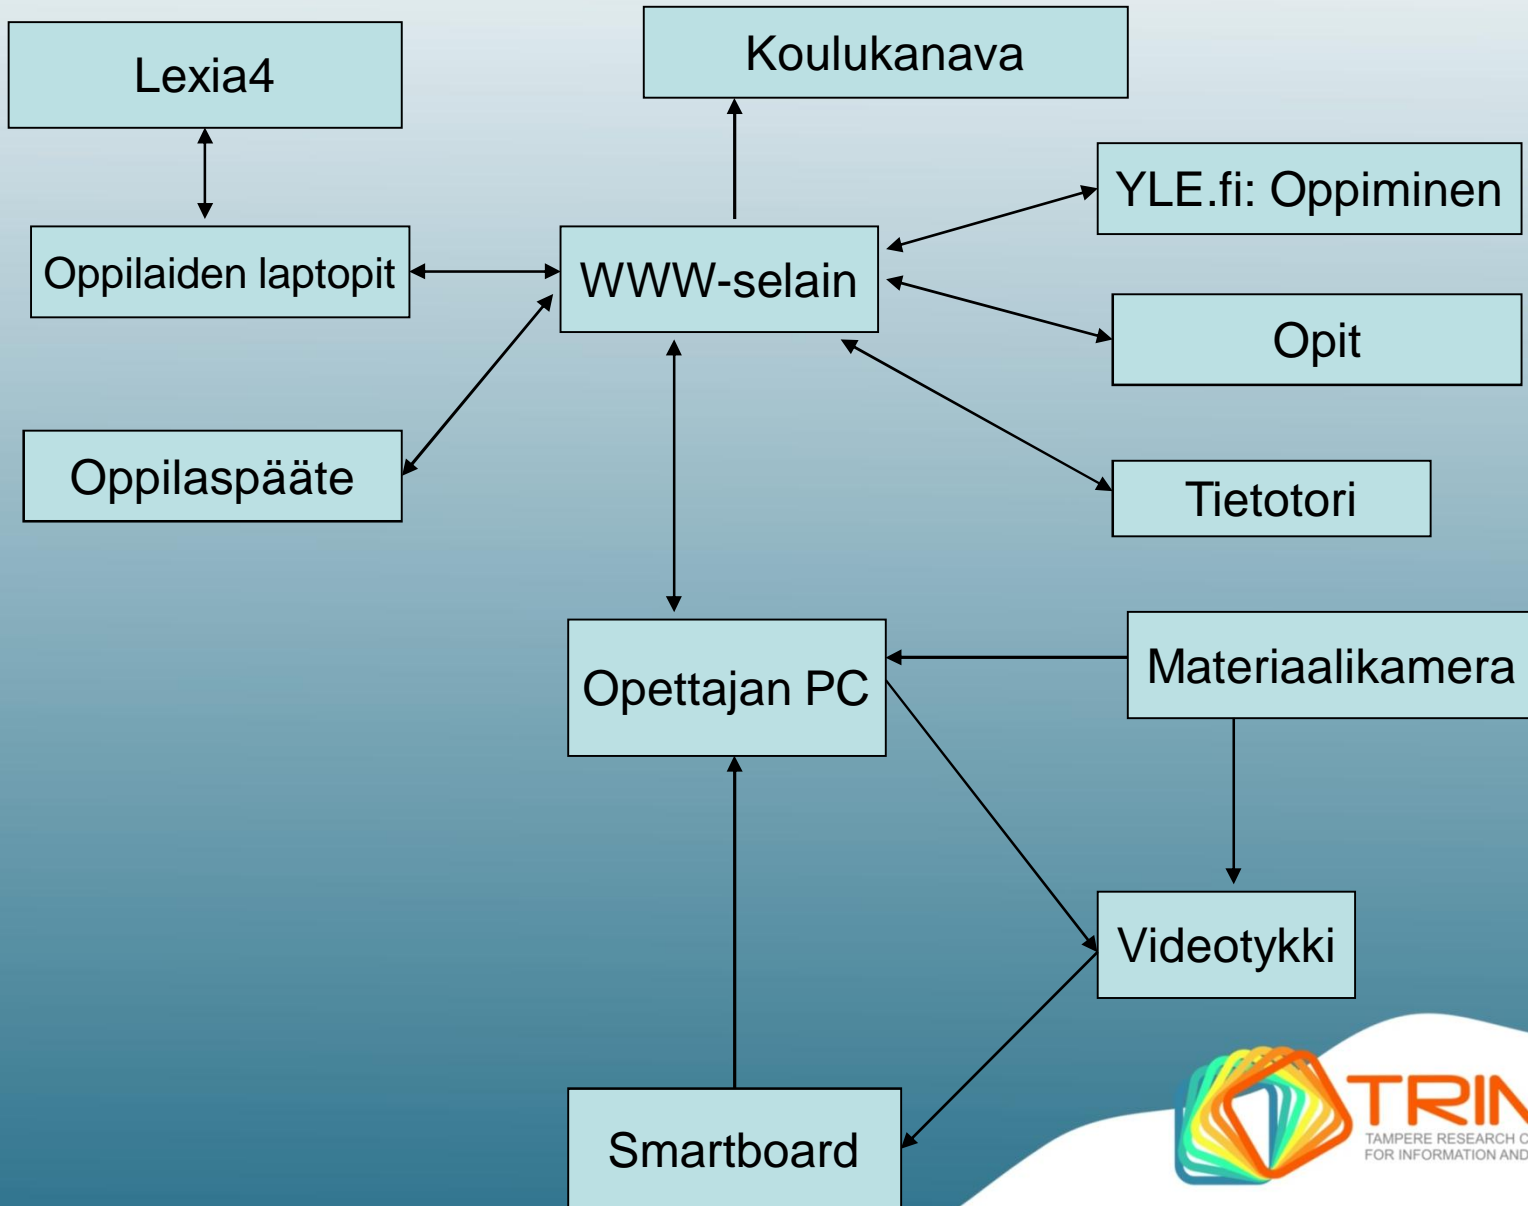 Lexia4
Koulukanava
YLE.fi: Oppiminen
Oppilaiden laptopit
WWW-selain
Opit
Oppilaspääte
Tietotori
Opettajan PC
Materiaalikamera
Videotykki
Smartboard
TAMPERE RESEARCH
FOR INFORMATION AND